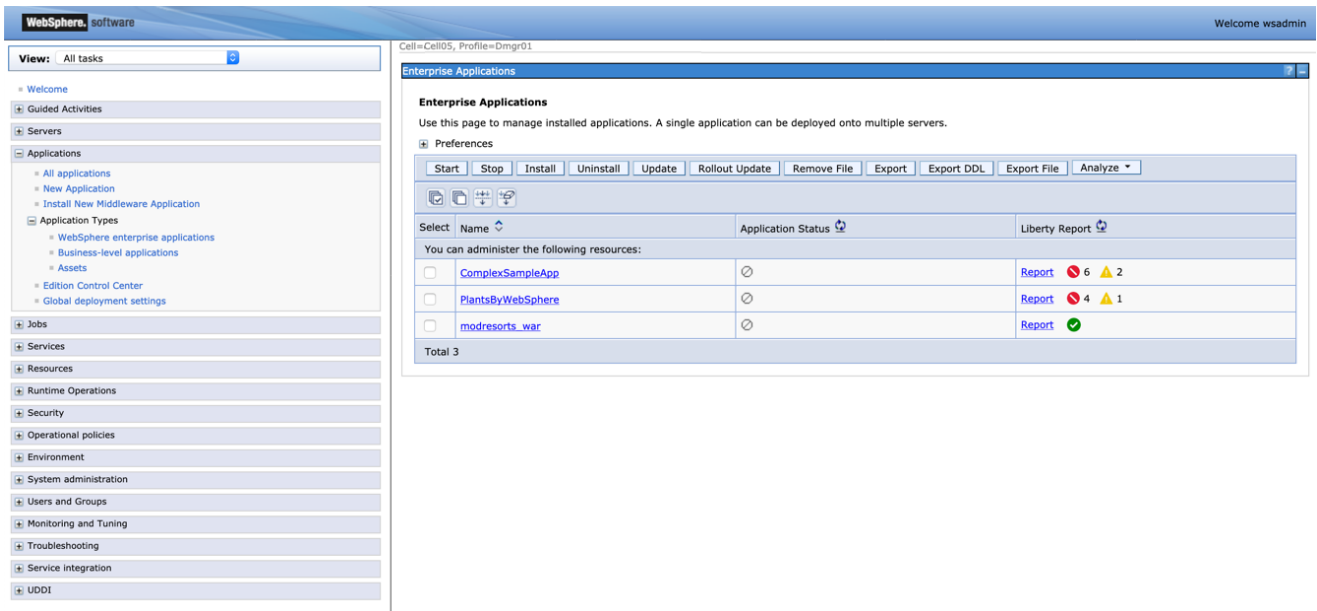 WebSphere. software
Welcome wsadmin
View: All tasks
Welcome
Guided Activities
Servers
Applications
All applications
New Application
Install New Middleware Application
Application Types
WebSphere enterprise applications
Business-level applications
Assets
Edition Control Center
Global deployment settings
Jobs
Services
Resources
Runtime Operations
Security
Operational policies
Environment
System administration
Users and Groups
Monitoring and Tuning
Troubleshooting
Service integration
UDDI
Cell=Cell05, Profile=Dmgr01
Enterprise Applications ? –
Enterprise Applications
Use this page to manage installed applications. A single application can be deployed onto multiple servers.
Preferences
Start Stop Install Uninstall Update Rollout Update Remove File Export Export DDL Export File Analyze
Select Name Application Status Liberty Report
You can administer the following resources:
ComplexSampleApp Report 6 2
PlantsByWebSphere Report 4 1
modresorts_war Report
Total 3